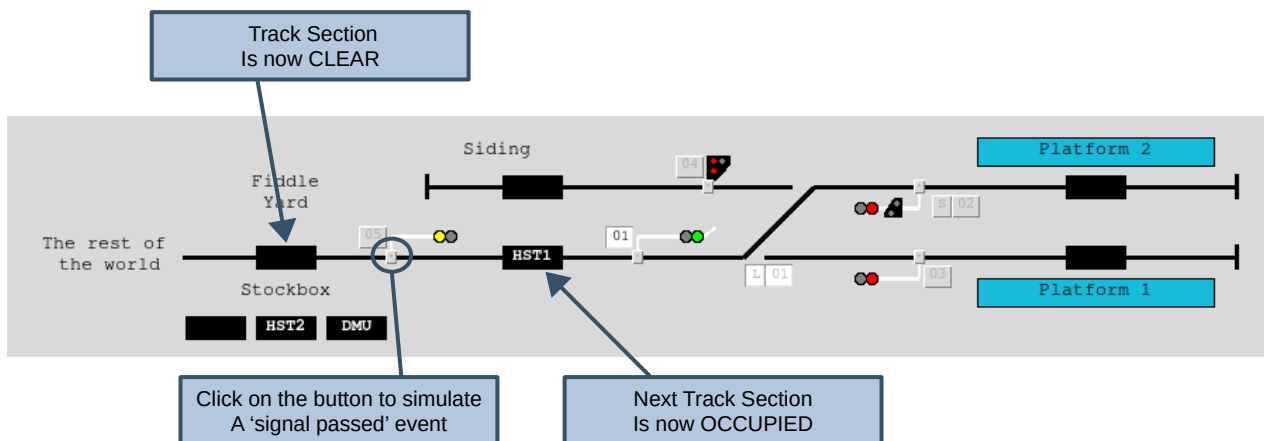 Track Section
Is now CLEAR
Siding
04
Platform 2
Fiddle
Yard
S 02
The rest of
the world
05
HST1
01
L 01
03
Stockbox
Platform 1
HST2 DMU
Click on the button to simulate
A ‘signal passed’ event
Next Track Section
Is now OCCUPIED